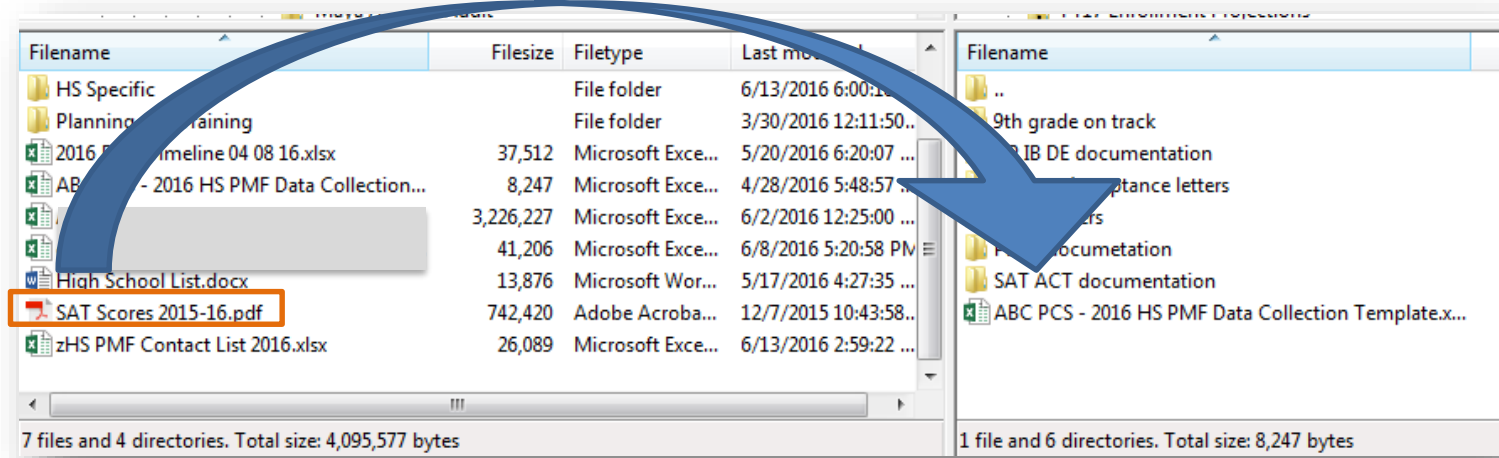 Filename Filesize Filetype Last mo
HS Specific File folder 6/13/2016
Planning raining File folder 3/30/2016 12:11:50..
2016 meline 04 08 16.xlsx 37,512 Microsoft Exce... 5/20/2016 6:20:07 ...
AB - 2016 HS PMF Data Collection... 8,247 Microsoft Exce... 4/28/2016 5:48:57
3,226,227 Microsoft Exce... 6/2/2016 12:25:00 ...
41,206 Microsoft Exce... 6/8/2016 5:20:58 PM
High School List.docx 13,876 Microsoft Wor... 5/17/2016 4:27:35 ...
SAT Scores 2015-16.pdf 742,420 Adobe Acroba... 12/7/2015 10:43:58..
zHS PMF Contact List 2016.xlsx 26,089 Microsoft Exce... 6/13/2016 2:59:22 ...
7 files and 4 directories. Total size: 4,095,577 bytes
Filename
..
9th grade on track
IB DE documentation
ptance letters
ers
ocumetation
SAT ACT documentation
ABC PCS - 2016 HS PMF Data Collection Template.x...
1 file and 6 directories. Total size: 8,247 bytes